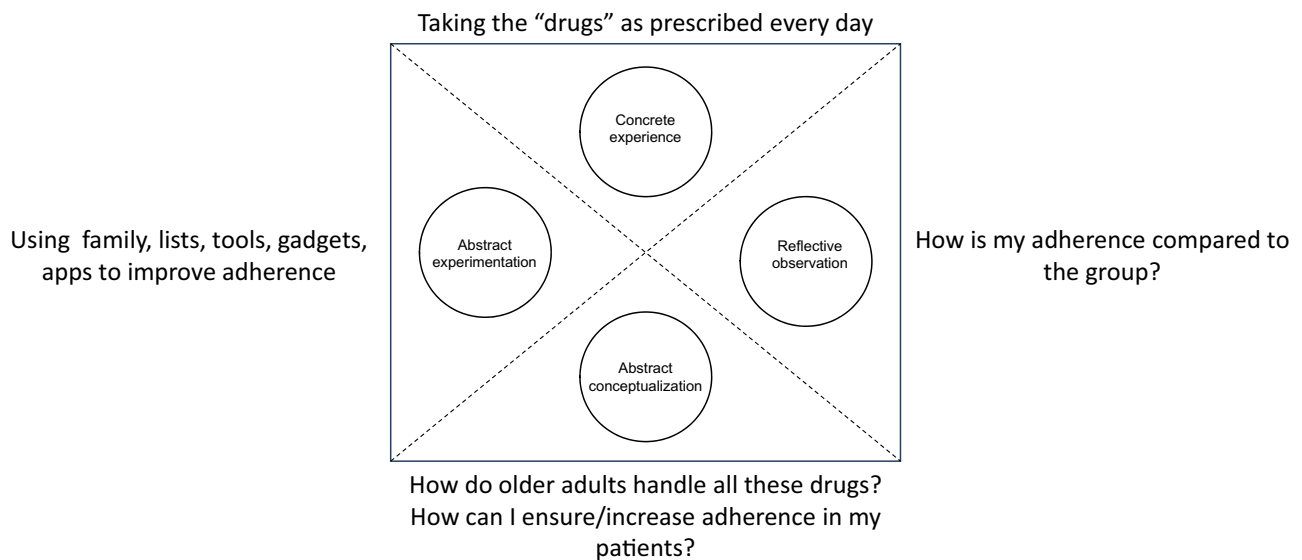 Taking the “drugs” as prescribed every day
Concrete
experience
Using family, lists, tools, gadgets,
apps to improve adherence
Abstract
experimentation
Reflective
observation
How is my adherence compared to
the group?
Abstract
conceptualization
How do older adults handle all these drugs?
How can I ensure/increase adherence in my
patients?